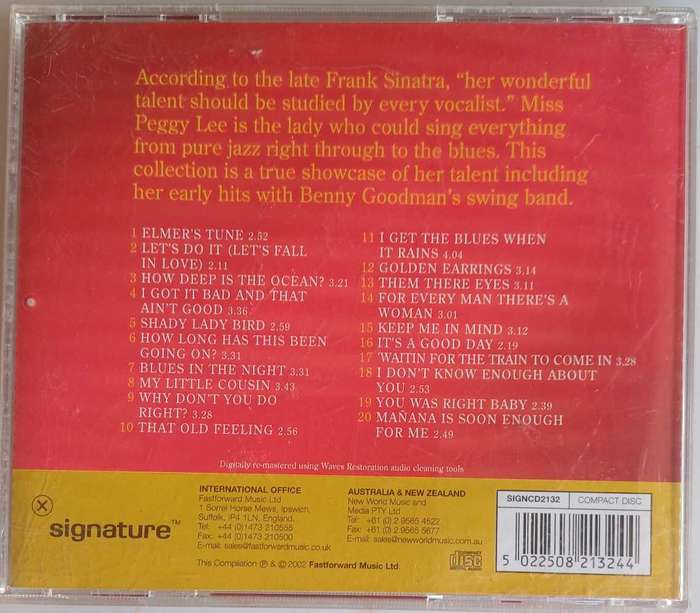 According to the late Frank Sinatra, “her wonderful
talent should be studied by every vocalist.” Miss
Peggy Lee is the lady who could sing everything
from pure jazz right through to the blues. This
collection is a true showcase of her talent including
her early hits with Benny Goodman's swing band.
1 ELMER'S TUNE 2.52
2 LET'S DO IT (LET'S FALL
IN LOVE) 2.11
3 HOW DEEP IS THE OCEAN? 3.21
4 I GOT IT BAD AND THAT
AIN'T GOOD 3.36
5 SHADY LADY BIRD 2.59
6 HOW LONG HAS THIS BEEN
GOING ON? 3.31
7 BLUES IN THE NIGHT 3.31
8 MY LITTLE COUSIN 3.43
9 WHY DON'T YOU DO
RIGHT? 3.28
10 THAT OLD FEELING 2.56
11 I GET THE BLUES WHEN
IT RAINS 4.04
12 GOLDEN EARRINGS 3.14
13 THEM THERE EYES 3.11
14 FOR EVERY MAN THERE'S A
WOMAN 3.01
15 KEEP ME IN MIND 3.12
16 IT'S A GOOD DAY 2.19
17 'WAITIN FOR THE TRAIN TO COME IN 3.28
18 I DON'T KNOW ENOUGH ABOUT
YOU 2.53
19 YOU WAS RIGHT BABY 2.39
20 MAÑANA IS SOON ENOUGH
FOR ME 2.49
Digitally re-mastered using Waves Restoration audio cleaning tools
signature™
INTERNATIONAL OFFICE
Fastforward Music Ltd
1 Sorrel Horse Mews, Ipswich,
Suffolk, IP4 1LN, England.
Tel: +44 (0)1473 210555
Fax: +44 (0)1473 210500
E-mail: sales@fastforwardmusic.co.uk
AUSTRALIA & NEW ZEALAND
New World Music and
Media PTY Ltd
Tel: +61 (0) 2 9565 4522
Fax: +61 (0) 2 9565 5677
E-mail: sales@newworldmusic.com.au
This Compilation ℗ & © 2002 Fastforward Music Ltd.
COMPACT
disc
DIGITAL AUDIO
SIGNCD2132 COMPACT DISC
5 022508 213244